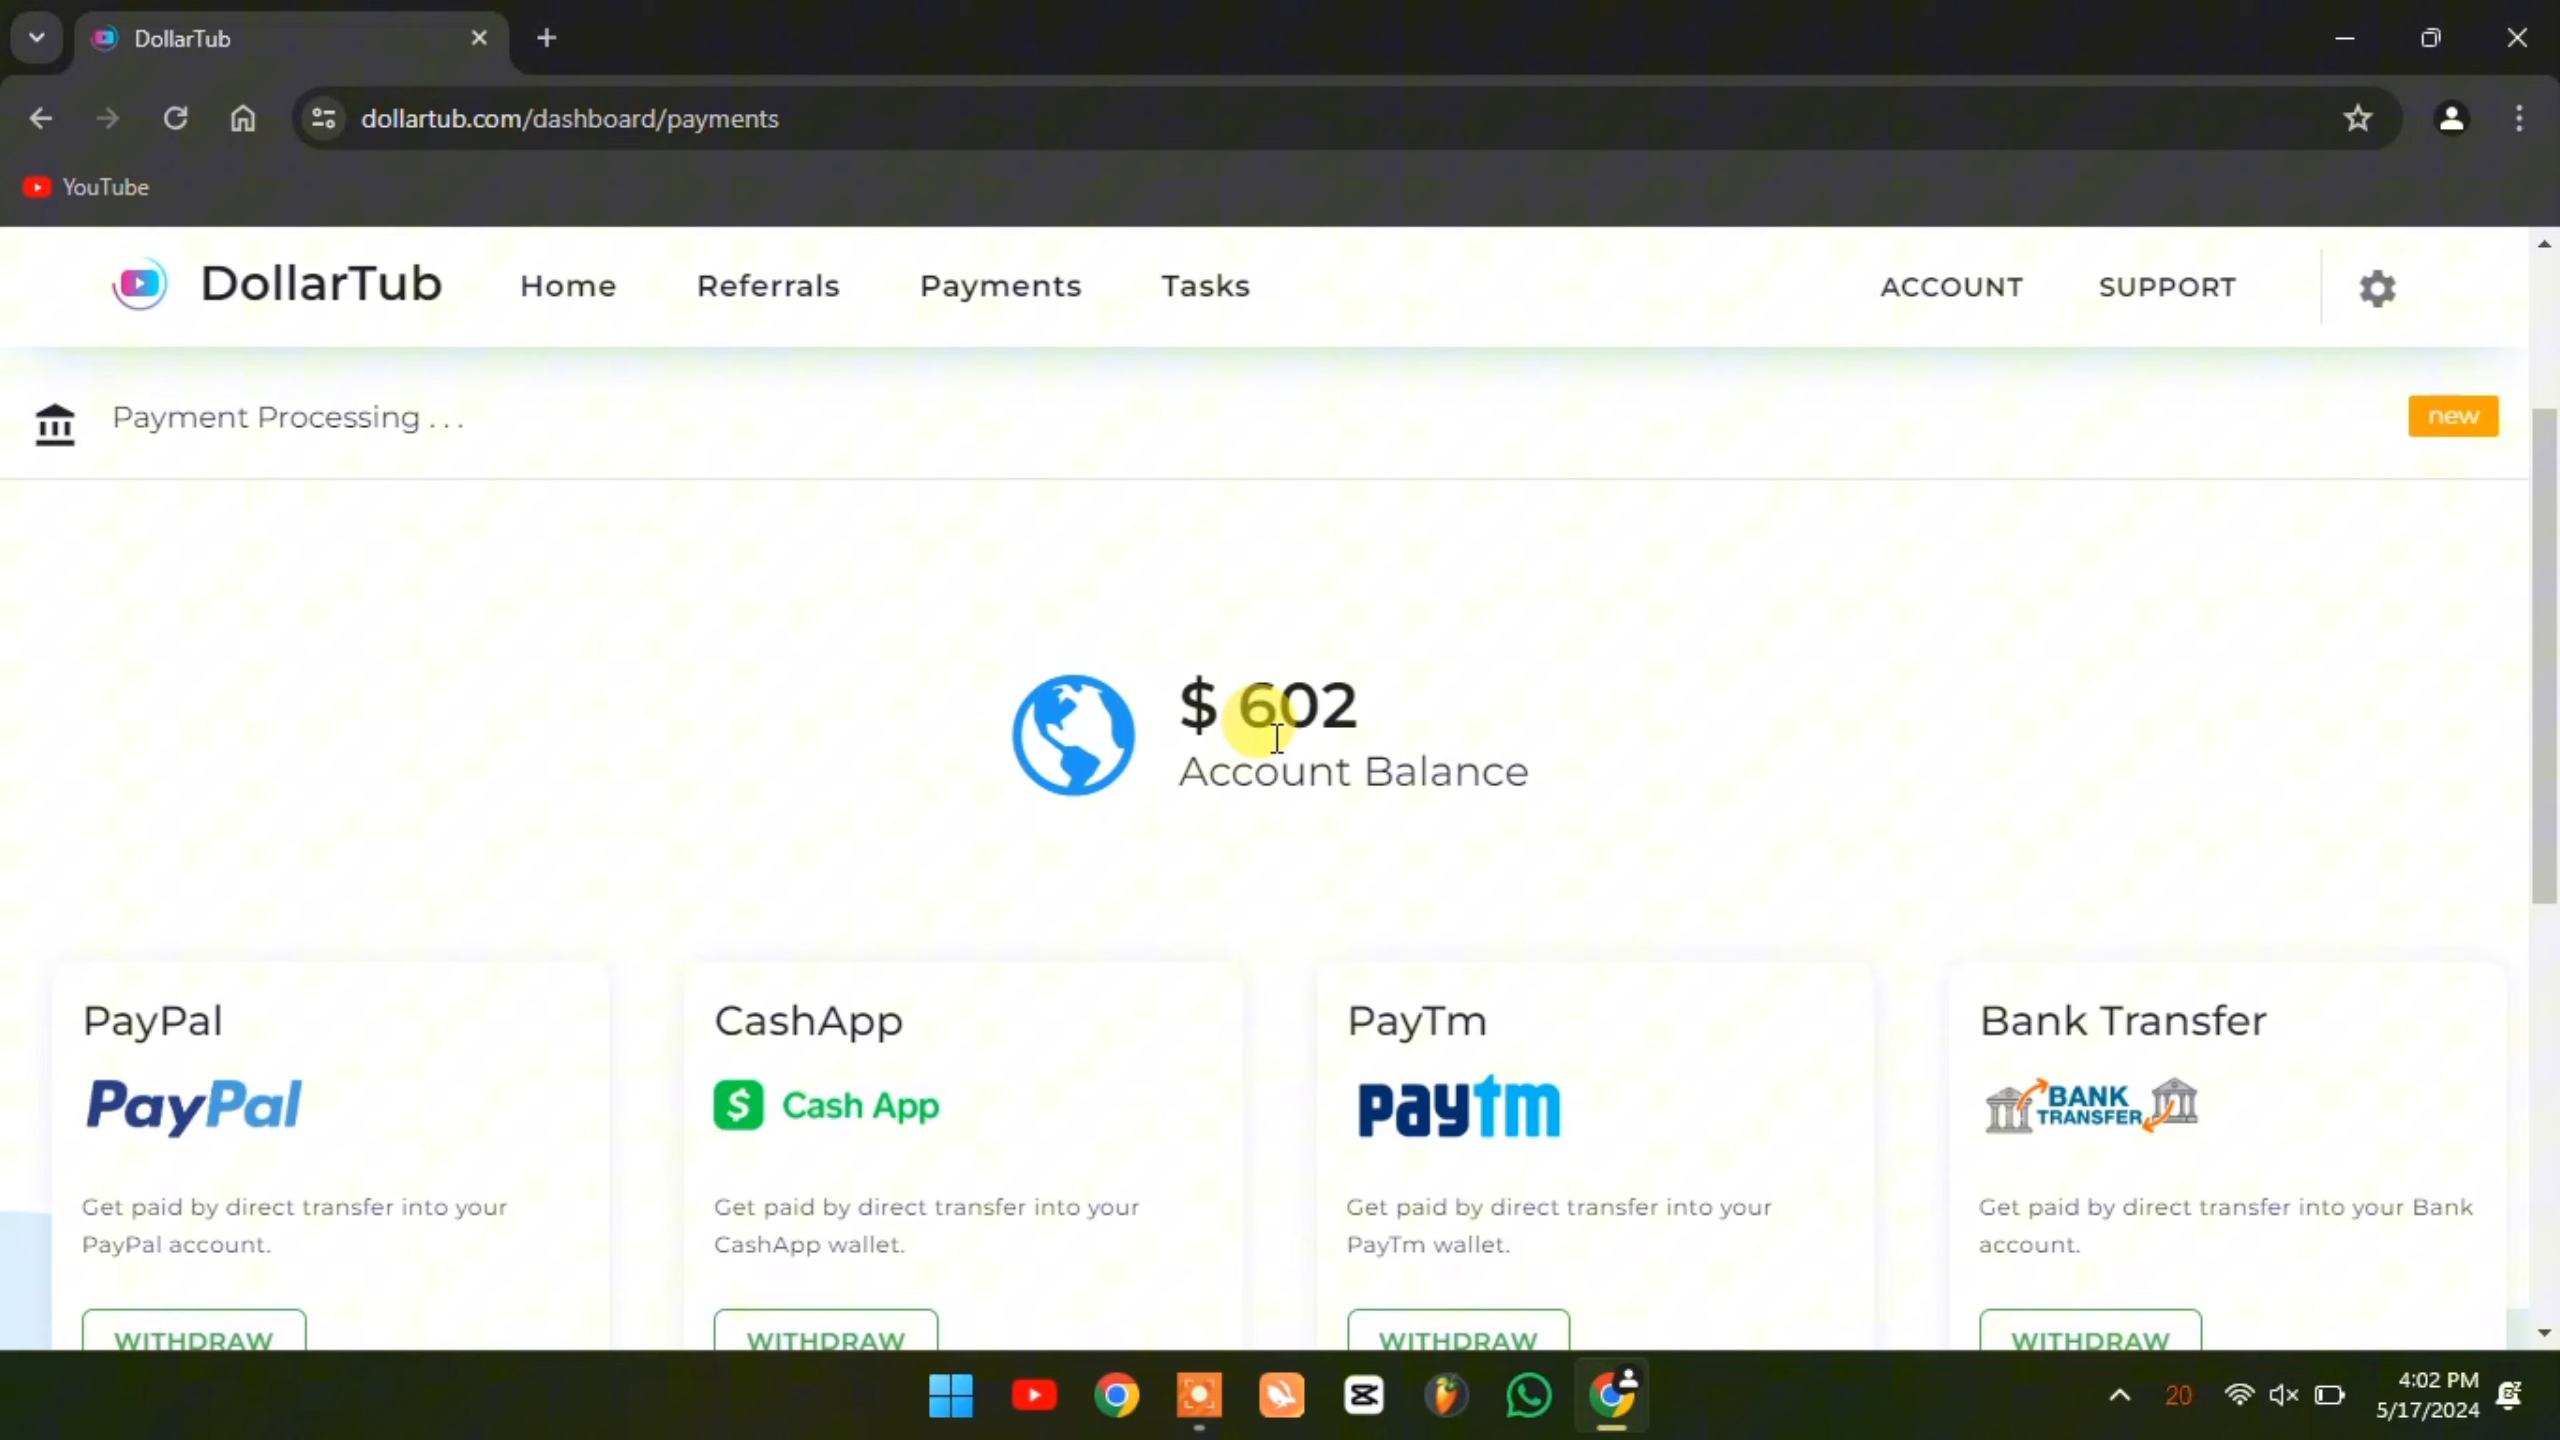 DollarTub
dollartub.com/dashboard/payments
YouTube
DollarTub Home Referrals Payments Tasks ACCOUNT SUPPORT
Payment Processing . . . new
$ 602
Account Balance
PayPal CashApp PayTm Bank Transfer
PayPal $ Cash App paytm BANK TRANSFER
Get paid by direct transfer into your Get paid by direct transfer into your Get paid by direct transfer into your Get paid by direct transfer into your Bank
PayPal account. CashApp wallet. PayTm wallet. account.
WITHDRAW WITHDRAW WITHDRAW WITHDRAW
20 4:02 PM
5/17/2024